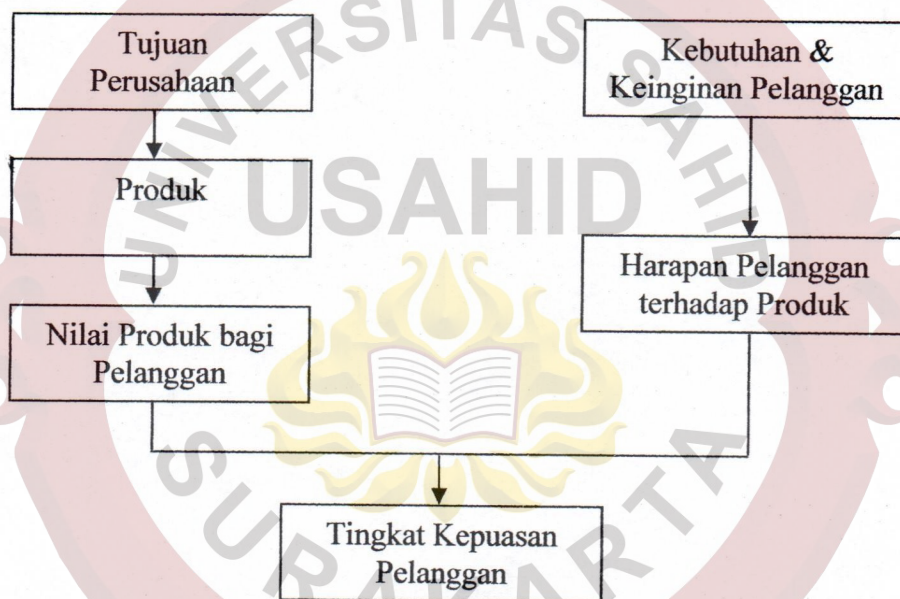 Tujuan
Perusahaan
Produk
Nilai Produk bagi
Pelanggan
Kebutuhan &
Keinginan Pelanggan
Harapan Pelanggan
terhadap Produk
Tingkat Kepuasan
Pelanggan
UNIVERSITAS SAHID
USAHID
SURAKARTA